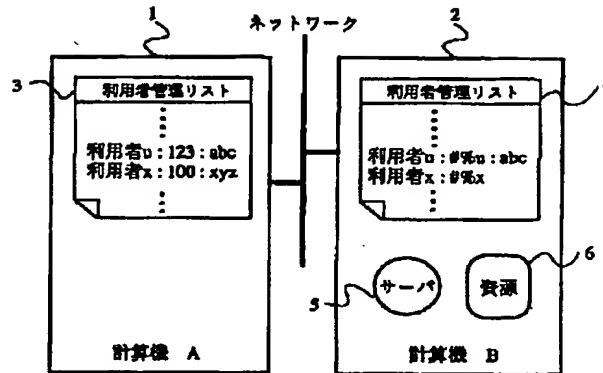 1
ネットワーク
2
3
利用者管理リスト
利用者u:123:abc
利用者x:100:xyz
計算機 A
利用者管理リスト
利用者u:#%u:abc
利用者x:#%x
サーバ
資源
5
6
計算機 B